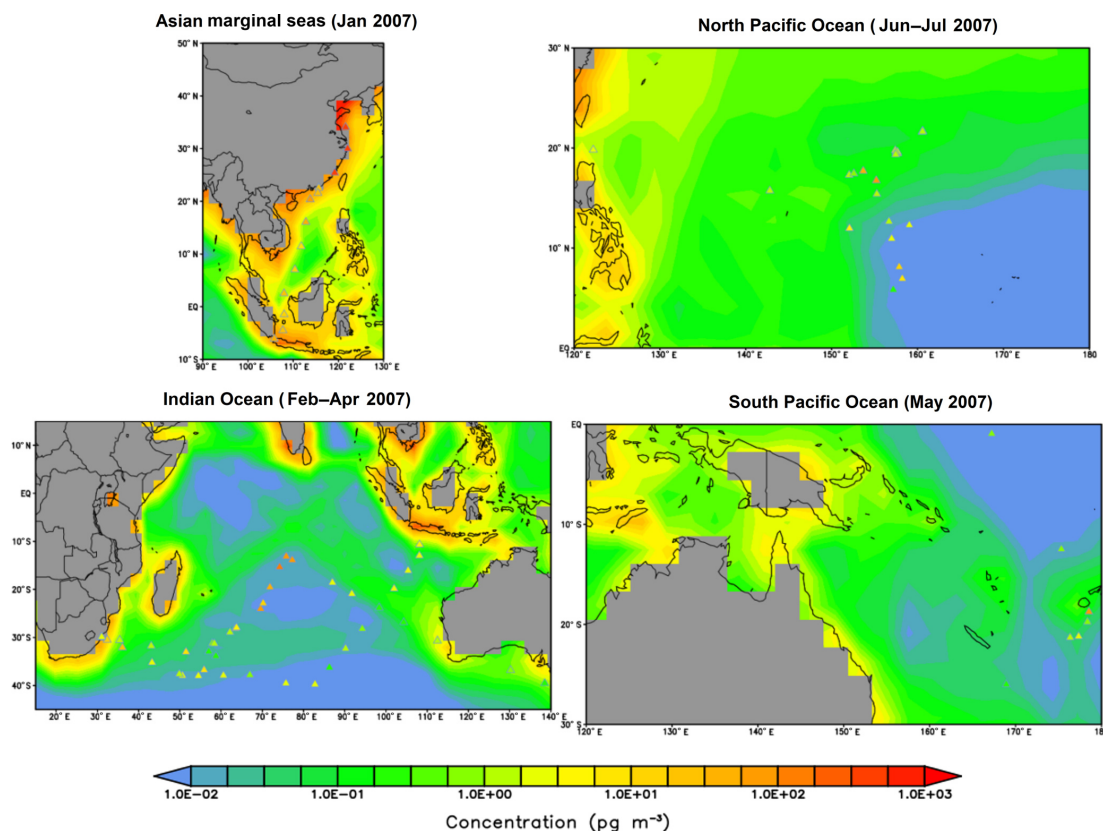 Asian marginal seas (Jan 2007)
50° N
40° N
30° N
20° N
10° N
EQ
10° S
90° E 100° E 110° E 120° E 130° E
North Pacific Ocean (Jun–Jul 2007)
30° N
20° N
10° N
EQ
120° E 130° E 140° E 150° E 160° E 170° E 180
Indian Ocean (Feb–Apr 2007)
10° N
EQ
10° S
20° S
30° S
40° S
20° E 30° E 40° E 50° E 60° E 70° E 80° E 90° E 100° E 110° E 120° E 130° E 140° E
South Pacific Ocean (May 2007)
EQ
10° S
20° S
30° S
120° E 130° E 140° E 150° E 160° E 170° E 180
1.0E−02 1.0E−01 1.0E+00 1.0E+01 1.0E+02 1.0E+03
Concentration (pg m⁻³)